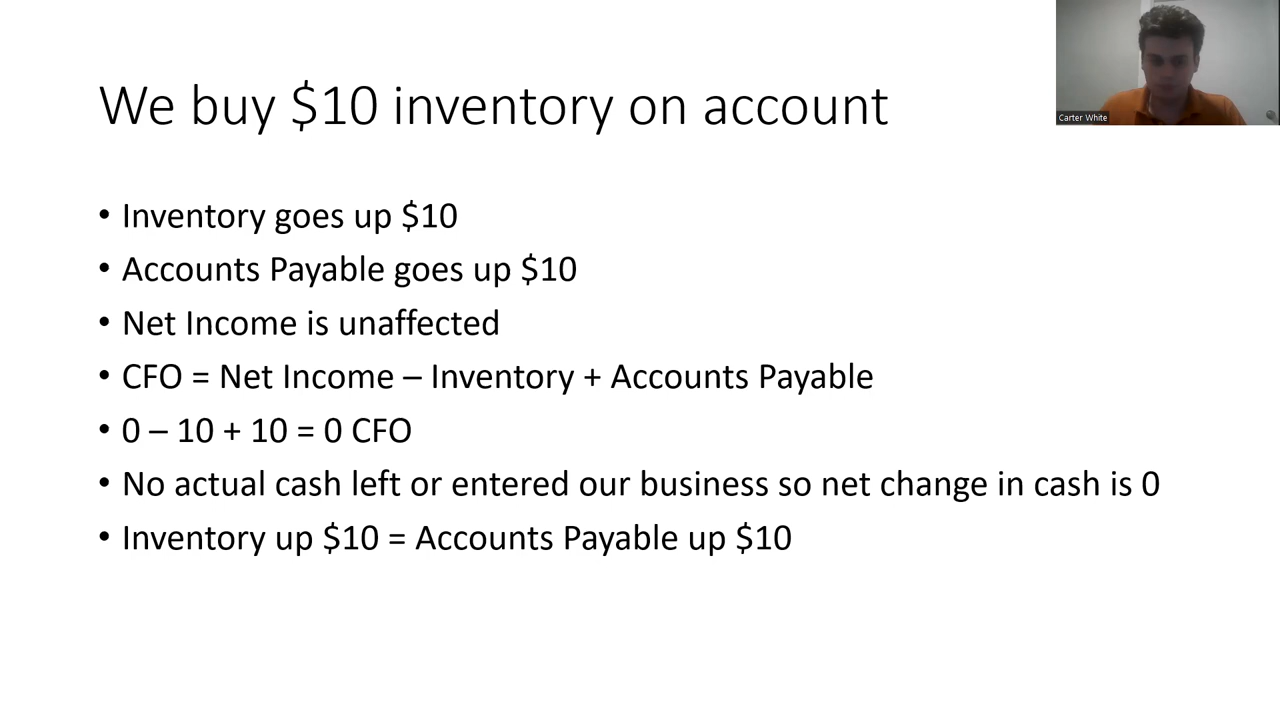 We buy $10 inventory on account
Carter White
• Inventory goes up $10
• Accounts Payable goes up $10
• Net Income is unaffected
• CFO = Net Income – Inventory + Accounts Payable
• 0 – 10 + 10 = 0 CFO
• No actual cash left or entered our business so net change in cash is 0
• Inventory up $10 = Accounts Payable up $10